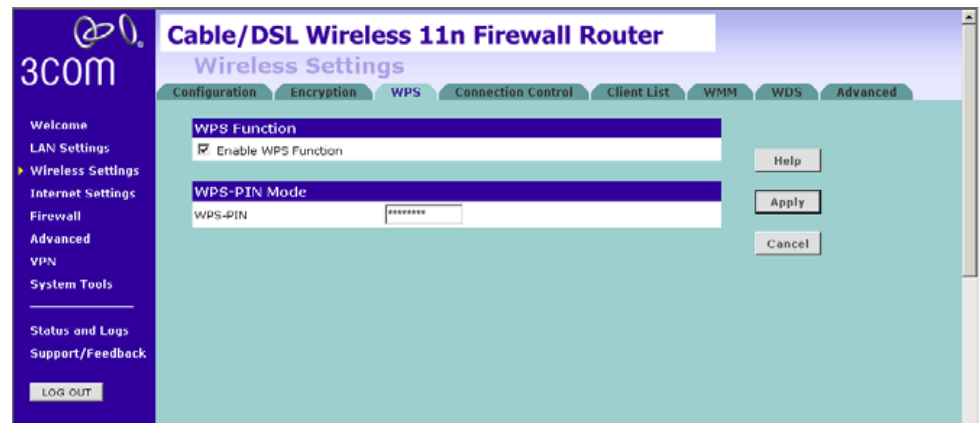 3COM
Cable/DSL Wireless 11n Firewall Router
Wireless Settings
Configuration Encryption WPS Connection Control Client List WMM WDS Advanced
Welcome
LAN Settings
Wireless Settings
Internet Settings
Firewall
Advanced
VPN
System Tools
Status and Logs
Support/Feedback
LOG OUT
WPS Function
Enable WPS Function
WPS-PIN Mode
WPS-PIN ********
Help
Apply
Cancel